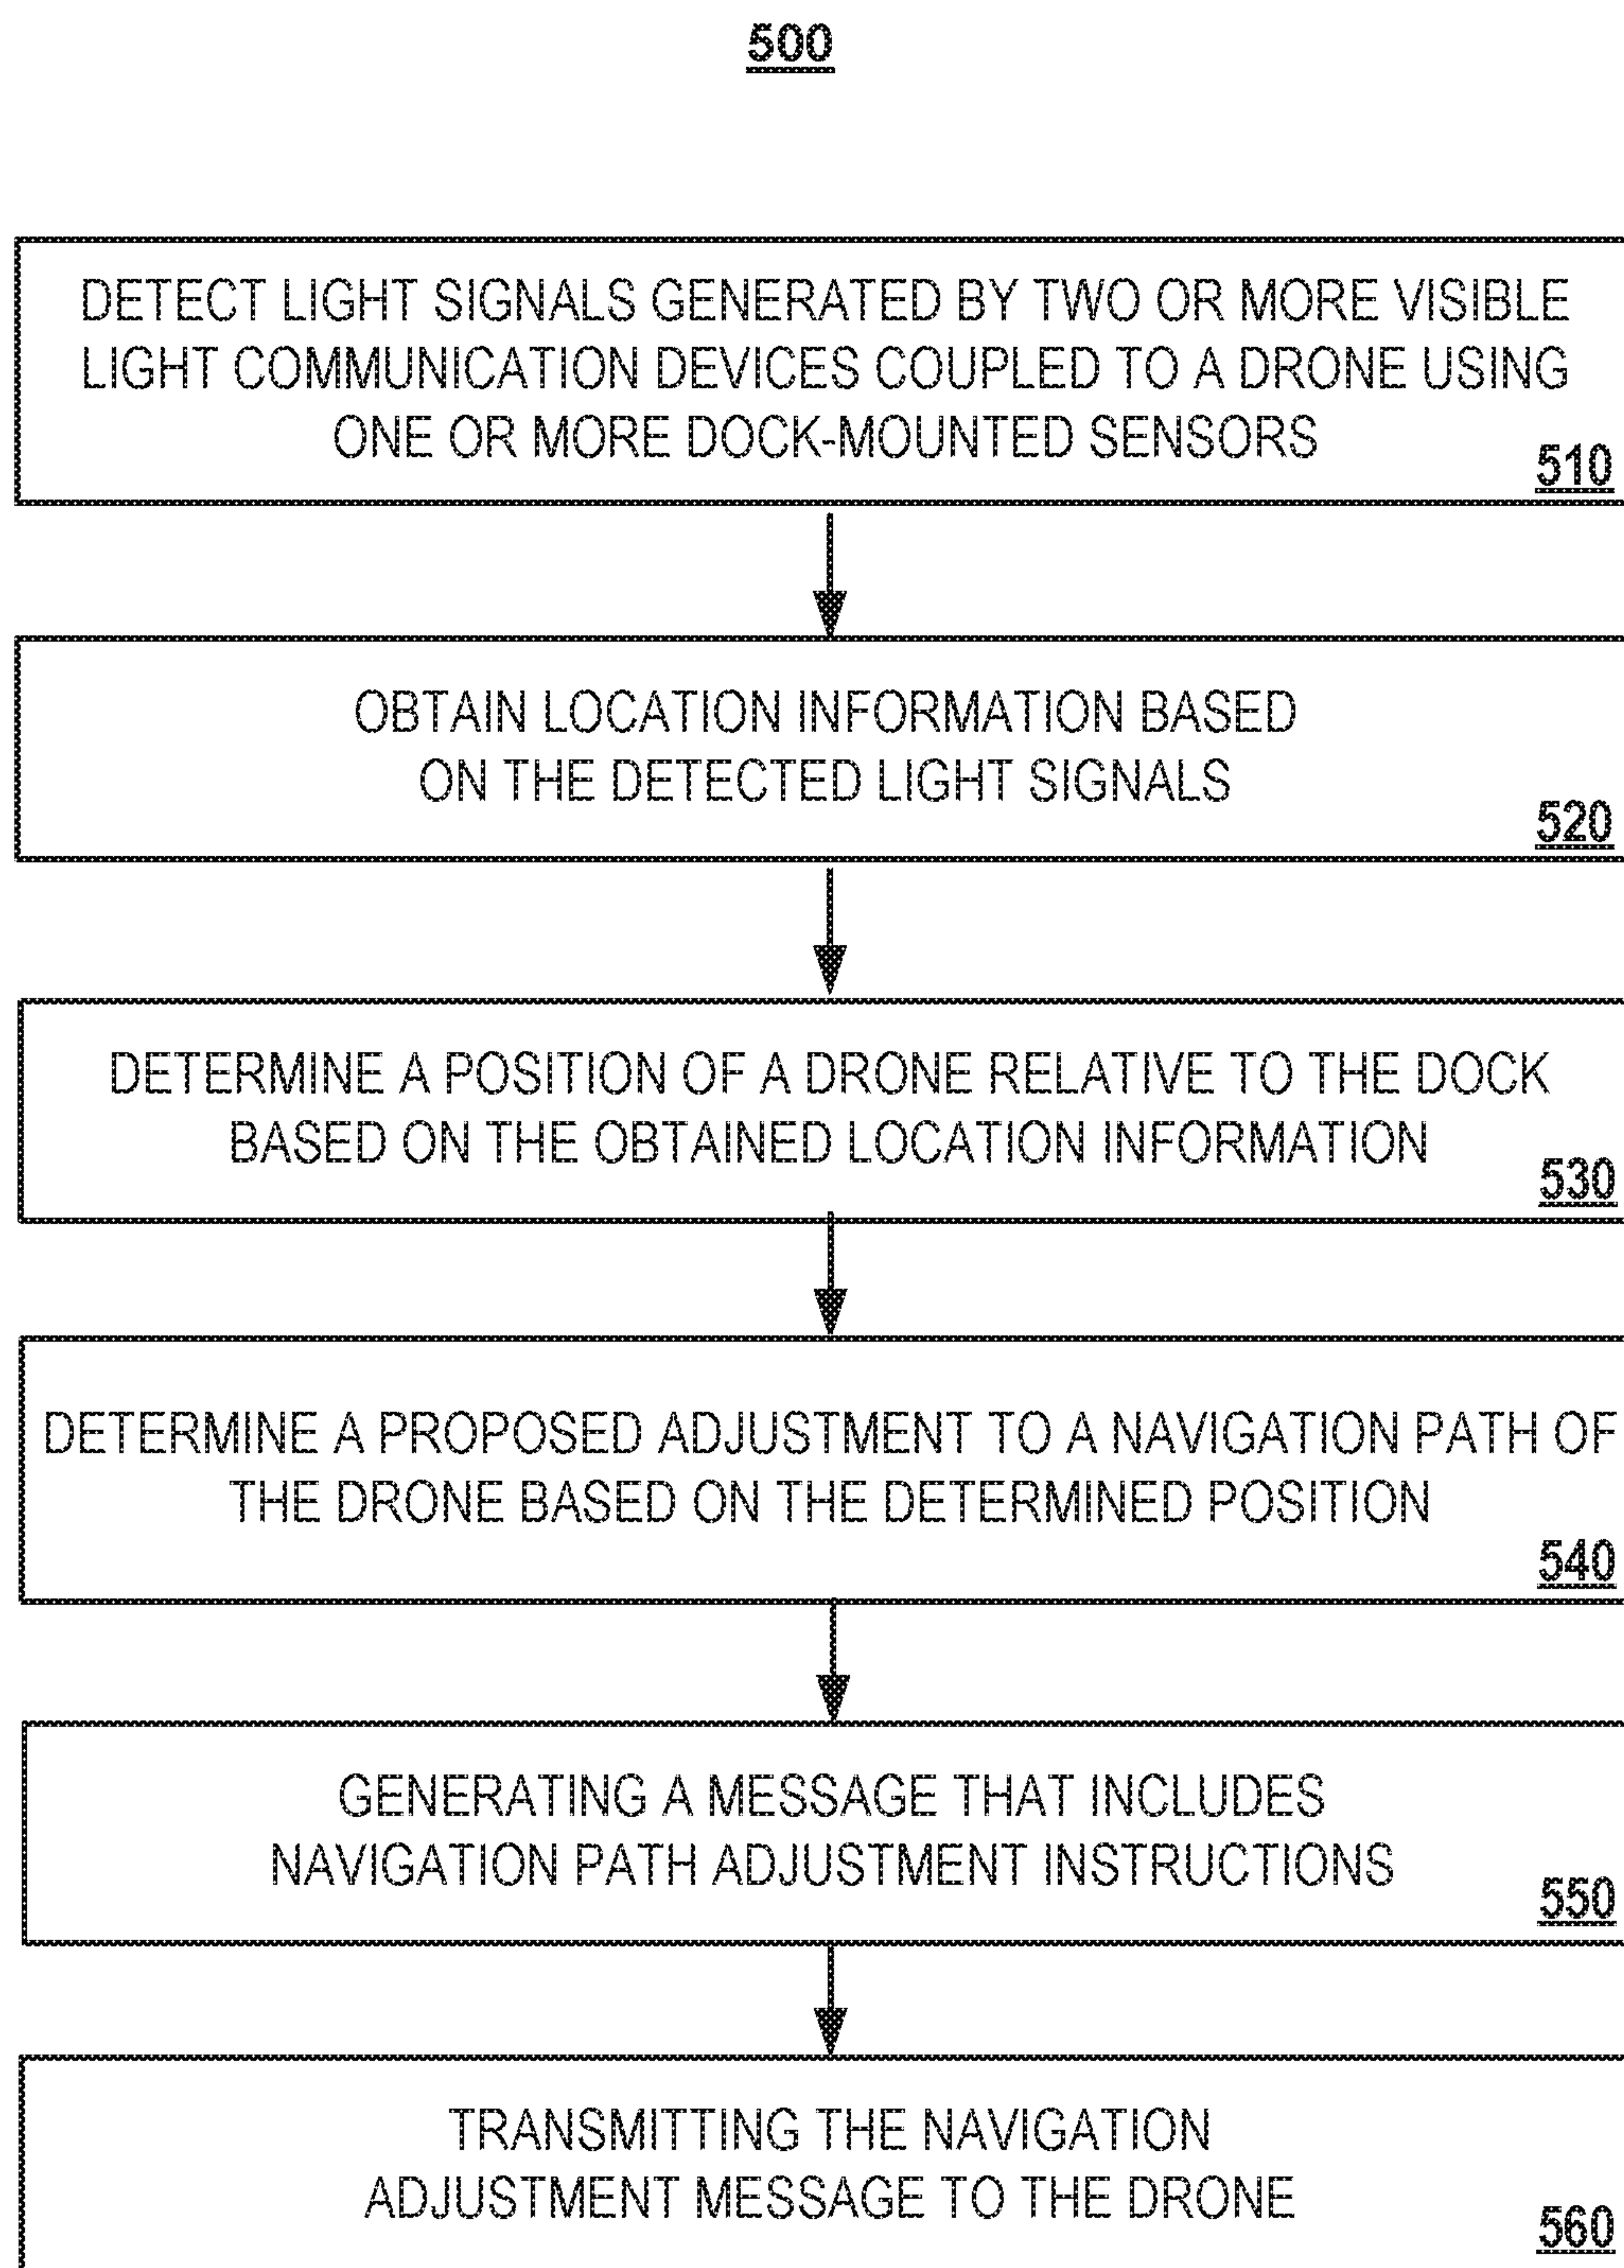 500
DETECT LIGHT SIGNALS GENERATED BY TWO OR MORE VISIBLE
LIGHT COMMUNICATION DEVICES COUPLED TO A DRONE USING
ONE OR MORE DOCK-MOUNTED SENSORS
510
OBTAIN LOCATION INFORMATION BASED
ON THE DETECTED LIGHT SIGNALS
520
DETERMINE A POSITION OF A DRONE RELATIVE TO THE DOCK
BASED ON THE OBTAINED LOCATION INFORMATION
530
DETERMINE A PROPOSED ADJUSTMENT TO A NAVIGATION PATH OF
THE DRONE BASED ON THE DETERMINED POSITION
540
GENERATING A MESSAGE THAT INCLUDES
NAVIGATION PATH ADJUSTMENT INSTRUCTIONS
550
TRANSMITTING THE NAVIGATION
ADJUSTMENT MESSAGE TO THE DRONE
560